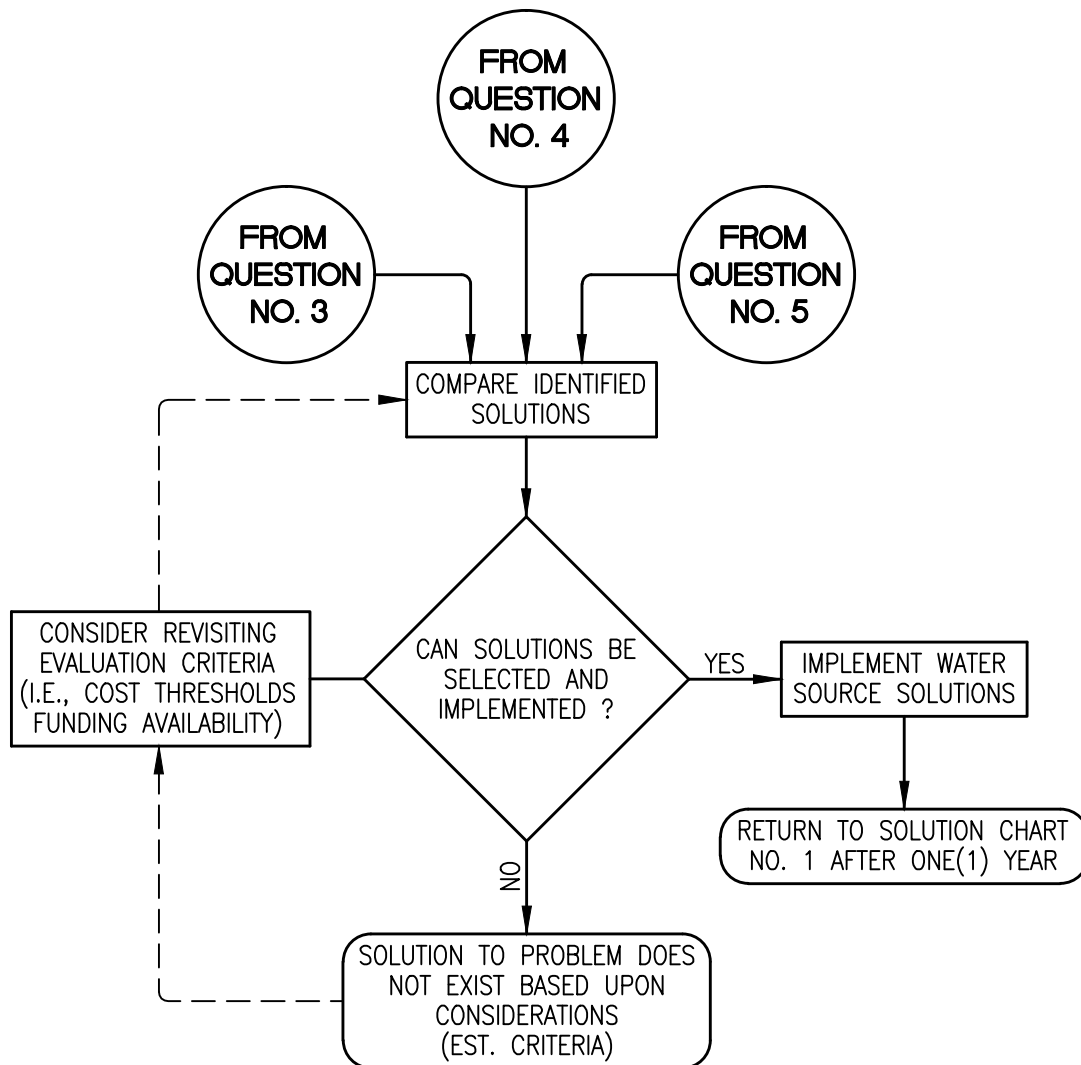 FROM
QUESTION
NO. 4
FROM
QUESTION
NO. 3
FROM
QUESTION
NO. 5
COMPARE IDENTIFIED
SOLUTIONS
CONSIDER REVISITING
EVALUATION CRITERIA
(I.E., COST THRESHOLDS
FUNDING AVAILABILITY)
CAN SOLUTIONS BE
SELECTED AND
IMPLEMENTED ?
YES
IMPLEMENT WATER
SOURCE SOLUTIONS
RETURN TO SOLUTION CHART
NO. 1 AFTER ONE(1) YEAR
NO
SOLUTION TO PROBLEM DOES
NOT EXIST BASED UPON
CONSIDERATIONS
(EST. CRITERIA)